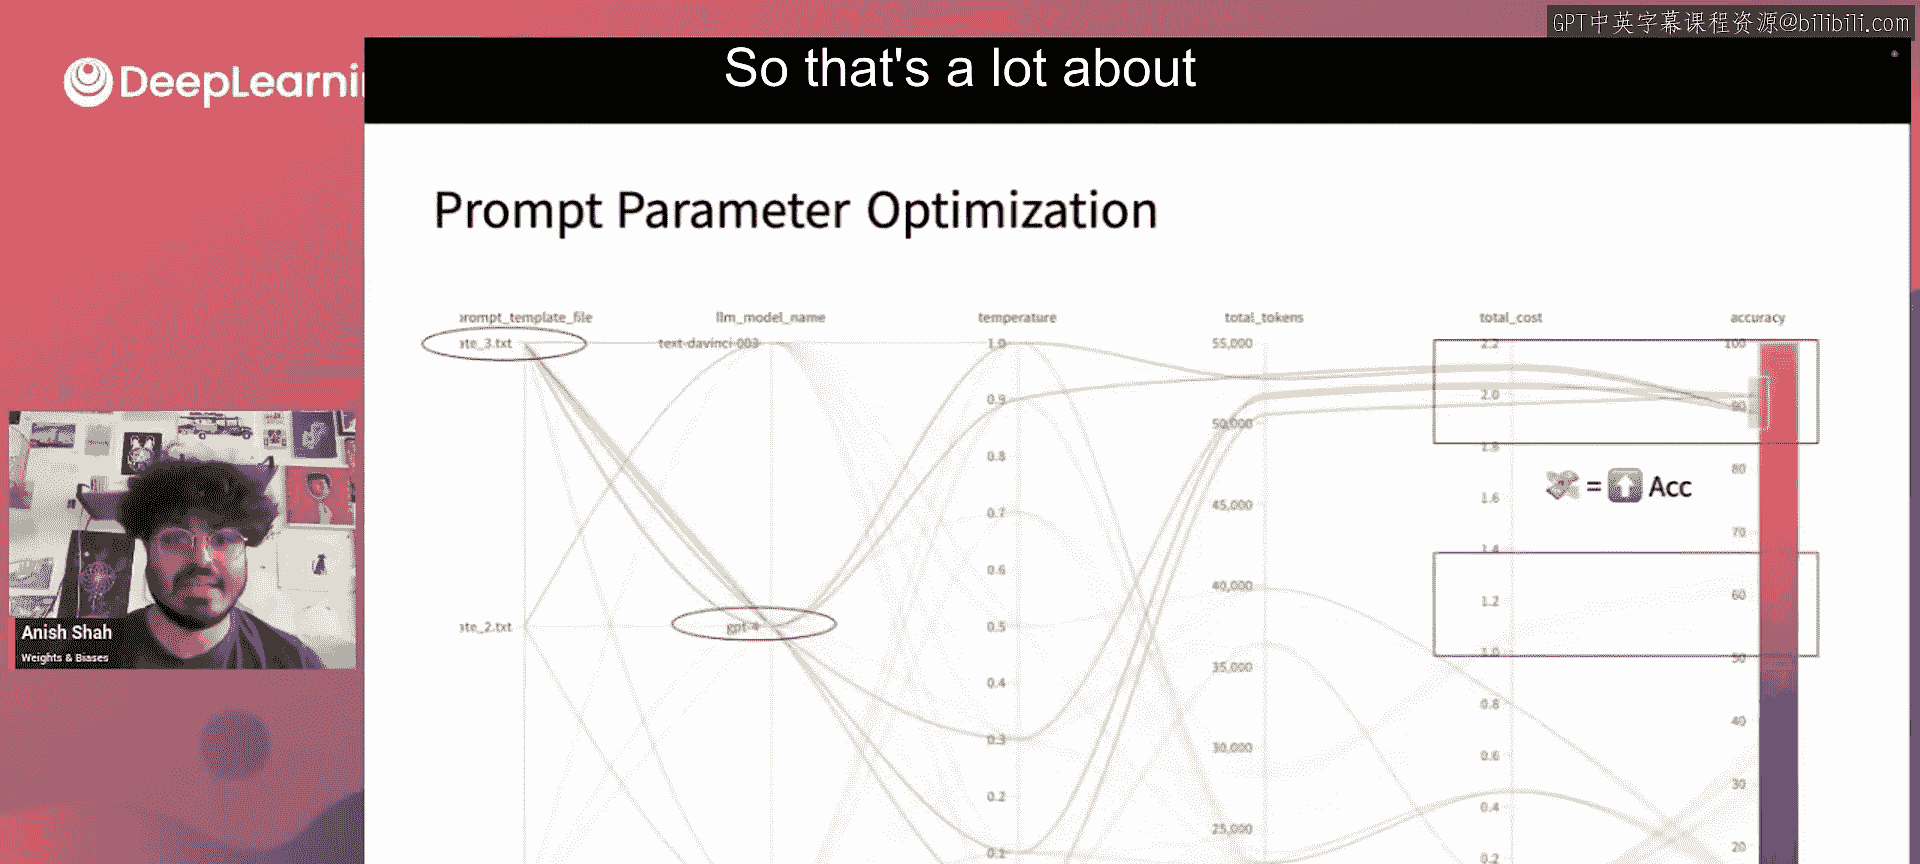 GPT中英字幕课程资源@bilibili.com
DeepLearni
So that's a lot about
Prompt Parameter Optimization
rompt_template_file
llm_model_name
temperature
total_tokens
total_cost
accuracy
te_3.txt
text-davinci-003
1.0
55,000
2.2
100
0.9
2.0
90
50,000
1.8
0.8
80
= Acc
1.6
45,000
0.7
70
1.4
0.6
40,000
1.2
60
te_2.txt
gpt-4
0.5
1.0
50
35,000
0.4
0.8
40
0.3
30,000
0.6
30
0.2
0.4
25,000
0.1
0.2
20
Anish Shah
Weights & Biases